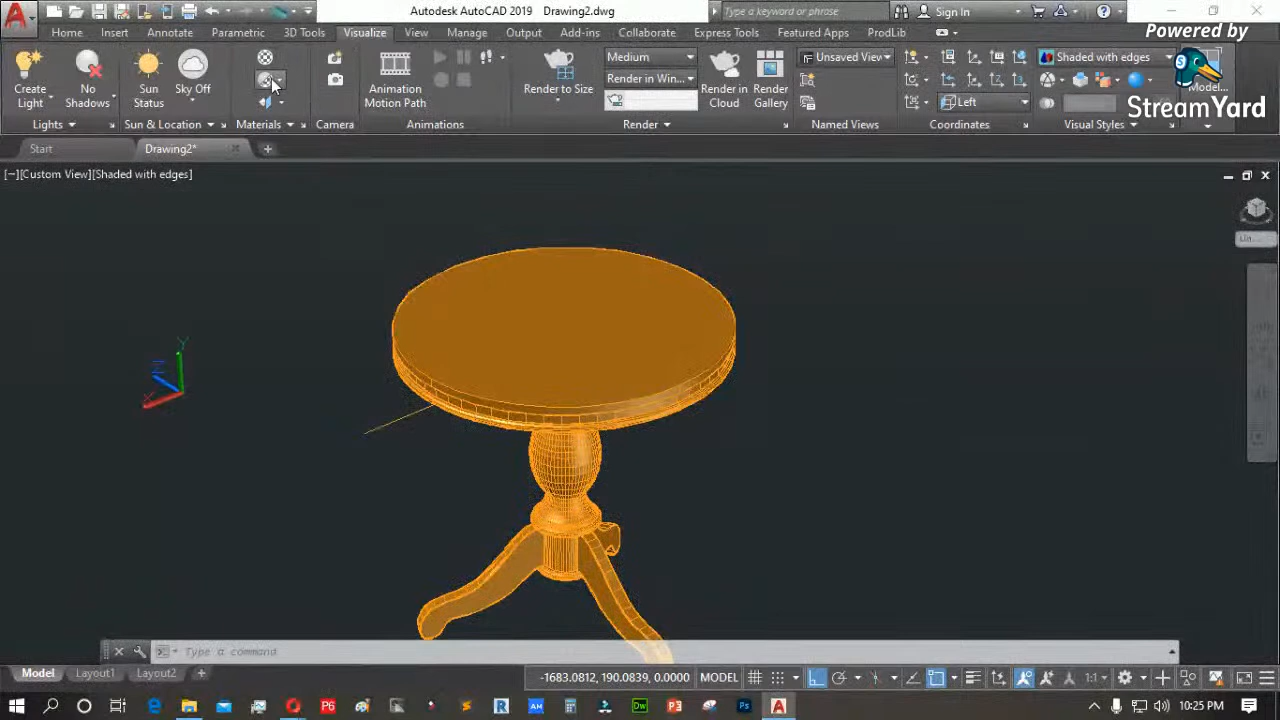 Autodesk AutoCAD 2019 Drawing2.dwg
Type a keyword or phrase
Sign In
Powered by
StreamYard
Home Insert Annotate Parametric 3D Tools Visualize View Manage Output Add-ins Collaborate Express Tools Featured Apps ProdLib
Create
Light
No
Shadows
Sun
Status
Sky Off
Animation
Motion Path
Render to Size
Medium
Render in Win...
Render in
Cloud
Render
Gallery
Unsaved View
Left
Shaded with edges
Model...
Lights Sun & Location Materials Camera Animations Render Named Views Coordinates Visual Styles
Start Drawing2*
[−][Custom View][Shaded with edges]
Un...
Y
Z
X
Type a command
Model Layout1 Layout2
-1683.0812, 190.0839, 0.0000 MODEL
1:1
10:25 PM